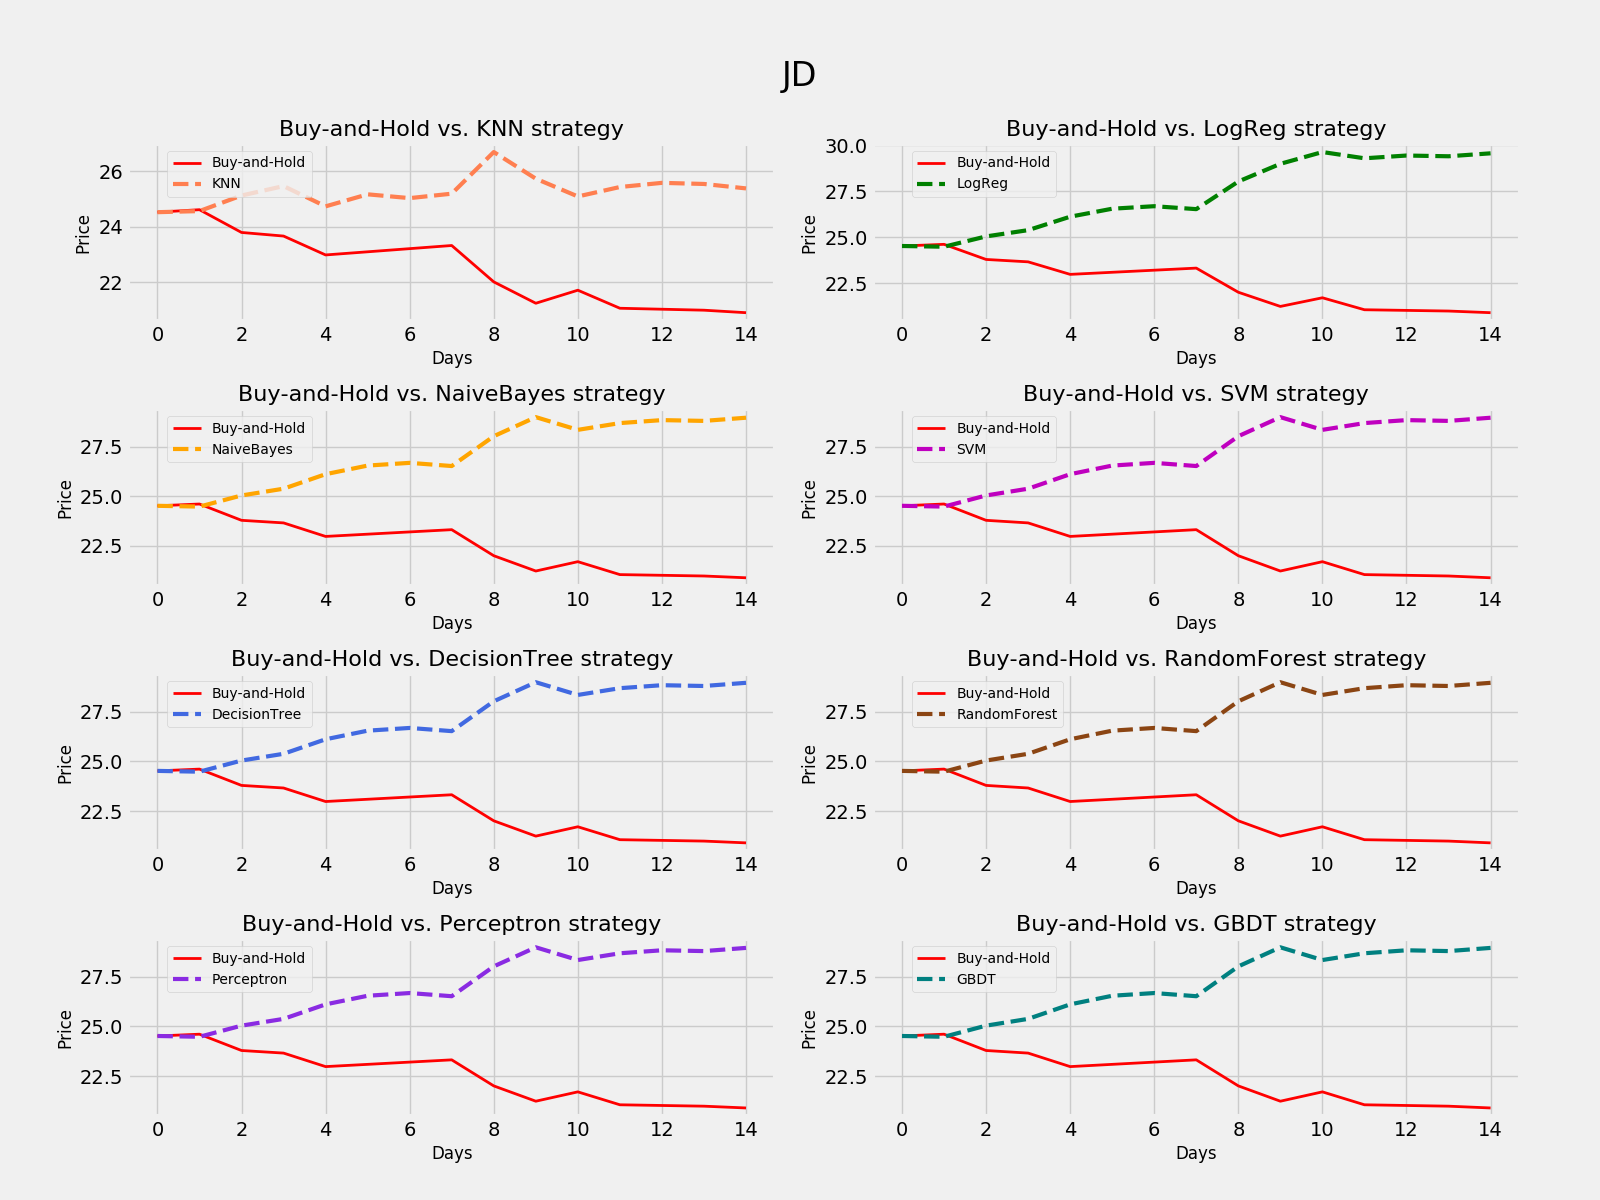 JD
Buy-and-Hold vs. KNN strategy
Buy-and-Hold
KNN
Price
26
24
22
0 2 4 6 8 10 12 14
Days
Buy-and-Hold vs. LogReg strategy
Buy-and-Hold
LogReg
Price
30.0
27.5
25.0
22.5
0 2 4 6 8 10 12 14
Days
Buy-and-Hold vs. NaiveBayes strategy
Buy-and-Hold
NaiveBayes
Price
27.5
25.0
22.5
0 2 4 6 8 10 12 14
Days
Buy-and-Hold vs. SVM strategy
Buy-and-Hold
SVM
Price
27.5
25.0
22.5
0 2 4 6 8 10 12 14
Days
Buy-and-Hold vs. DecisionTree strategy
Buy-and-Hold
DecisionTree
Price
27.5
25.0
22.5
0 2 4 6 8 10 12 14
Days
Buy-and-Hold vs. RandomForest strategy
Buy-and-Hold
RandomForest
Price
27.5
25.0
22.5
0 2 4 6 8 10 12 14
Days
Buy-and-Hold vs. Perceptron strategy
Buy-and-Hold
Perceptron
Price
27.5
25.0
22.5
0 2 4 6 8 10 12 14
Days
Buy-and-Hold vs. GBDT strategy
Buy-and-Hold
GBDT
Price
27.5
25.0
22.5
0 2 4 6 8 10 12 14
Days